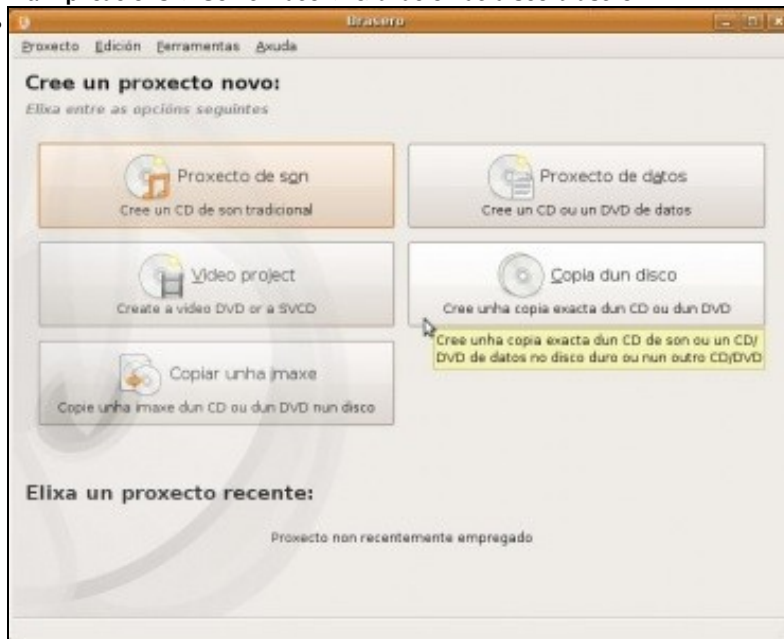 Brasero
Proxecto Edición Ferramentas Axuda
Cree un proxecto novo:
Elixa entre as opcións seguintes
Proxecto de son
Cree un CD de son tradicional
Proxecto de datos
Cree un CD ou un DVD de datos
Video project
Create a video DVD or a SVCD
Copia dun disco
Cree unha copia exacta dun CD ou dun DVD
Cree unha copia exacta dun CD de son ou un CD/
DVD de datos no disco duro ou nun outro CD/DVD
Copiar unha imaxe
Copie unha imaxe dun CD ou dun DVD nun disco
Elixa un proxecto recente:
Proxecto non recentemente empregado